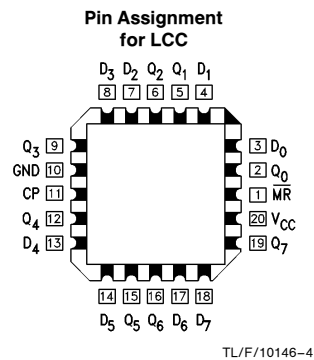 Pin Assignment
for LCC
D3 D2 Q2 Q1 D1
8 7 6 5 4
Q3 9
GND 10
CP 11
Q4 12
D4 13
3 D0
2 Q0
1 M̅R̅
20 VCC
19 Q7
14 15 16 17 18
D5 Q5 Q6 D6 D7
TL/F/10146–4